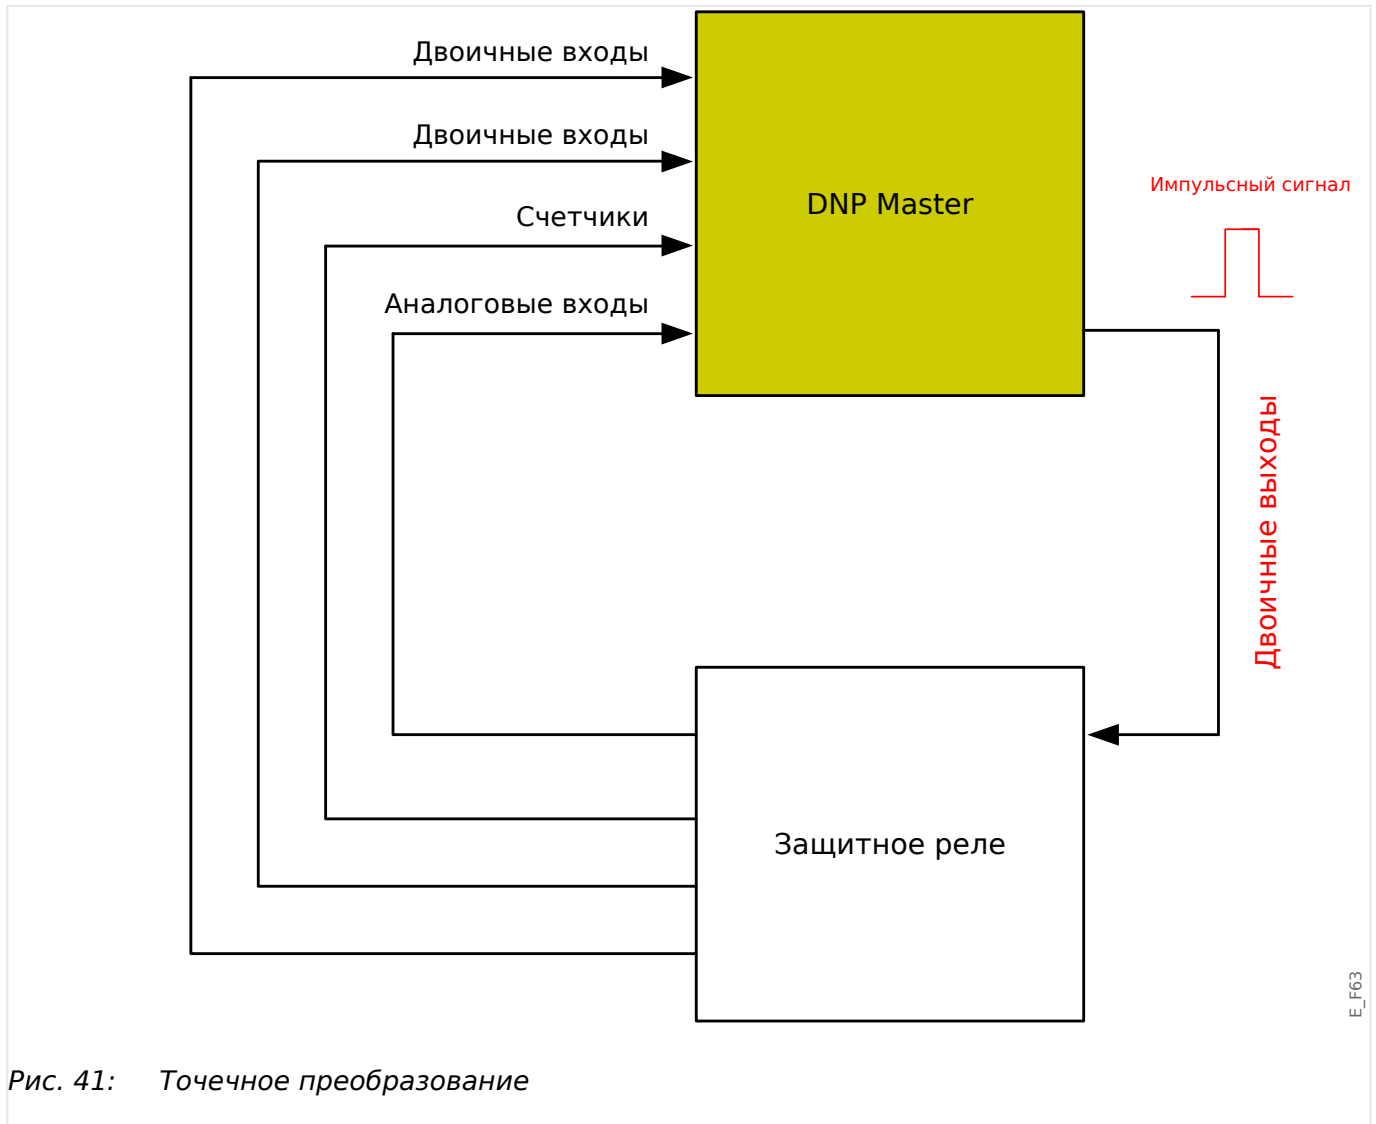 Двоичные входы
Двоичные входы
Счетчики
Аналоговые входы
DNP Master
Импульсный сигнал
Двоичные выходы
Защитное реле
E_F63
Рис. 41: Точечное преобразование